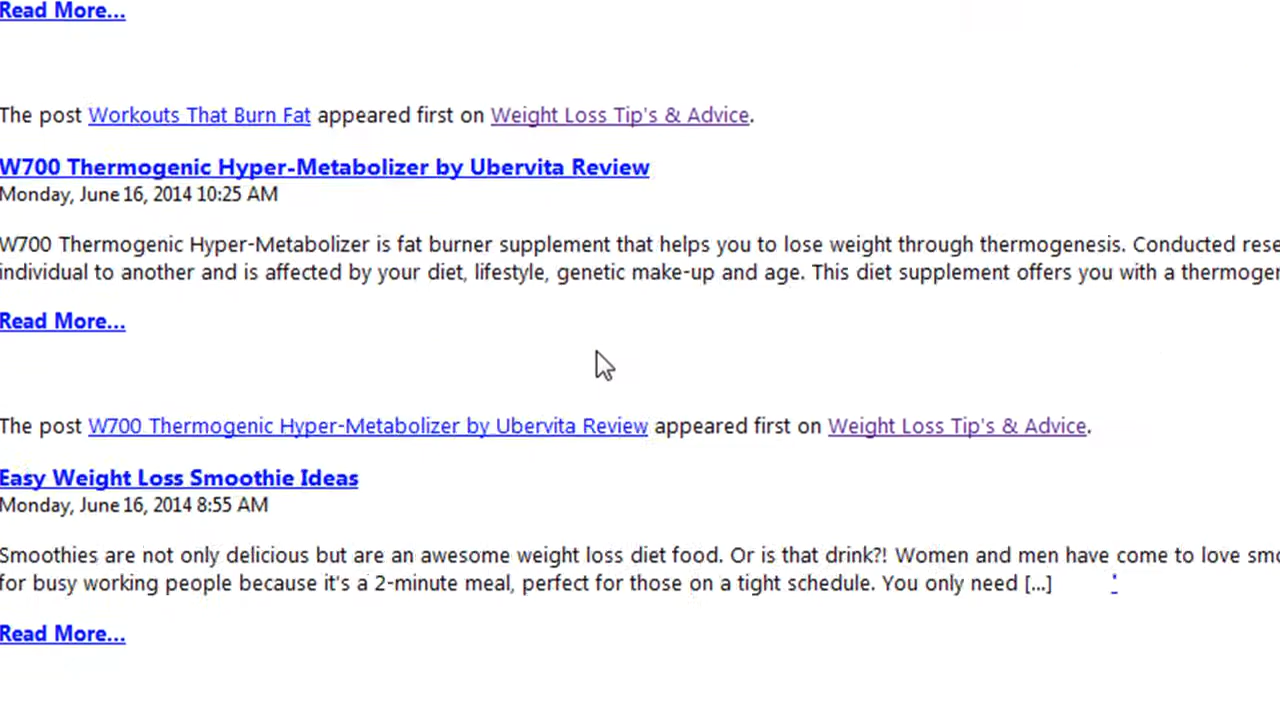 Read More...
The post Workouts That Burn Fat appeared first on Weight Loss Tip's & Advice.
W700 Thermogenic Hyper-Metabolizer by Ubervita Review
Monday, June 16, 2014 10:25 AM
W700 Thermogenic Hyper-Metabolizer is fat burner supplement that helps you to lose weight through thermogenesis. Conducted
individual to another and is affected by your diet, lifestyle, genetic make-up and age. This diet supplement offers you with a
Read More...
The post W700 Thermogenic Hyper-Metabolizer by Ubervita Review appeared first on Weight Loss Tip's & Advice.
Easy Weight Loss Smoothie Ideas
Monday, June 16, 2014 8:55 AM
Smoothies are not only delicious but are an awesome weight loss diet food. Or is that drink?! Women and men have come to love
for busy working people because it's a 2-minute meal, perfect for those on a tight schedule. You only need [...]
Read More...